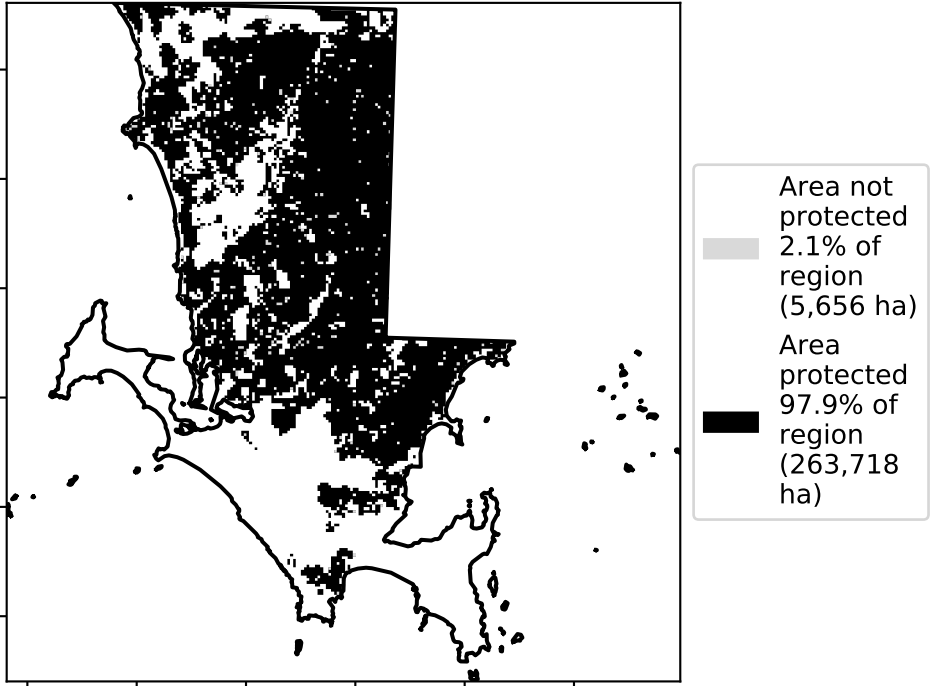 Area not
protected
2.1% of
region
(5,656 ha)
Area
protected
97.9% of
region
(263,718
ha)